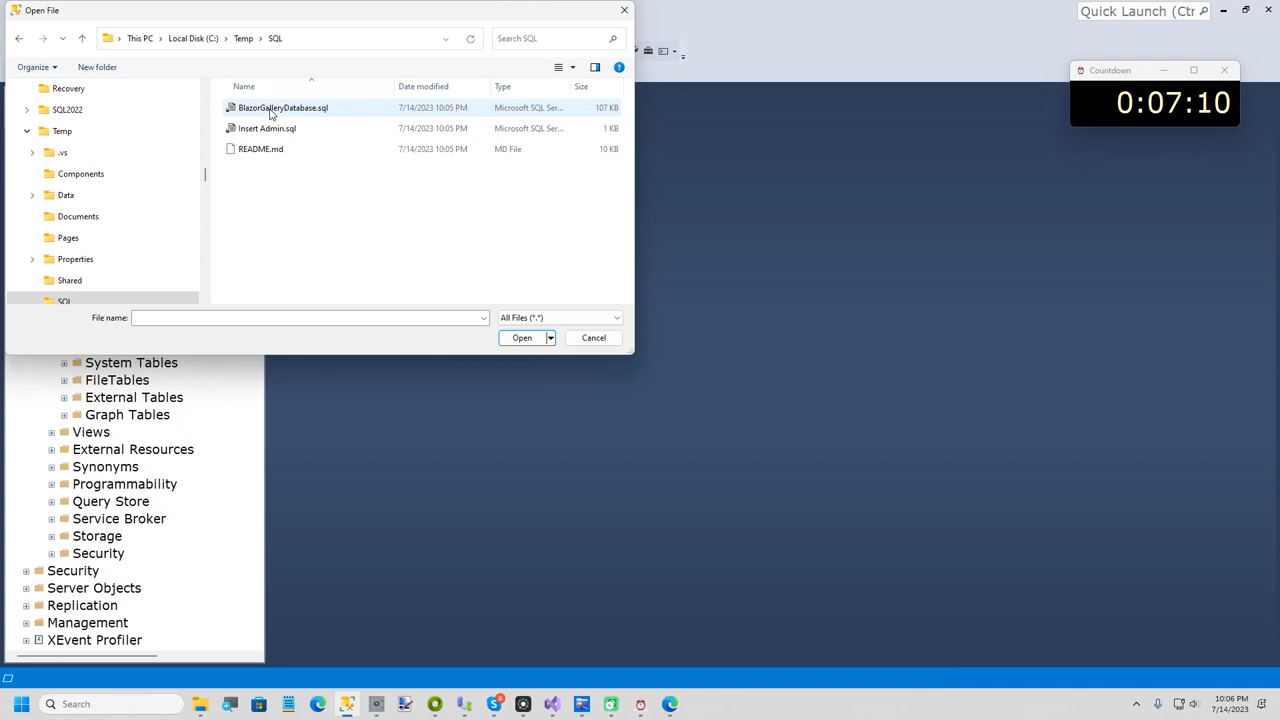 Open File
Quick Launch (Ctr
This PC > Local Disk (C:) > Temp > SQL
Search SQL
Organize
New folder
Countdown
0:07:10
Name
Date modified
Type
Size
Recovery
SQL2022
Temp
.vs
Components
Data
Documents
Pages
Properties
Shared
SQL
BlazorGalleryDatabase.sql
7/14/2023 10:05 PM
Microsoft SQL Ser...
107 KB
Insert Admin.sql
7/14/2023 10:05 PM
Microsoft SQL Ser...
1 KB
README.md
7/14/2023 10:05 PM
MD File
10 KB
File name:
All Files (*.*)
Open
Cancel
System Tables
FileTables
External Tables
Graph Tables
Views
External Resources
Synonyms
Programmability
Query Store
Service Broker
Storage
Security
Security
Server Objects
Replication
Management
XEvent Profiler
Search
8
10:06 PM
7/14/2023